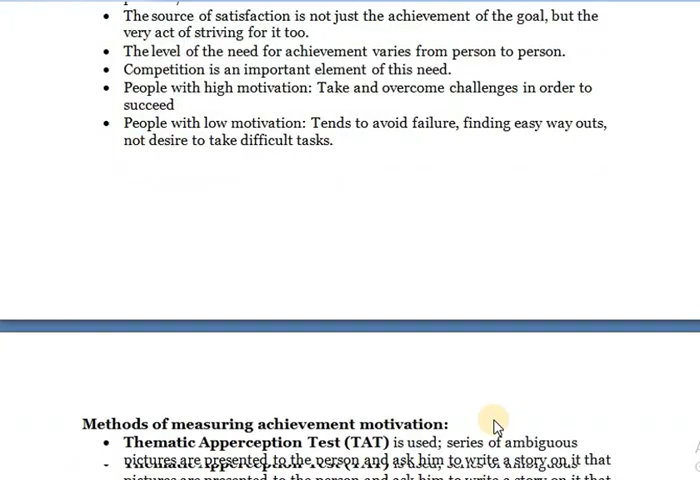 • The source of satisfaction is not just the achievement of the goal, but the
very act of striving for it too.
• The level of the need for achievement varies from person to person.
• Competition is an important element of this need.
• People with high motivation: Take and overcome challenges in order to
succeed
• People with low motivation: Tends to avoid failure, finding easy way outs,
not desire to take difficult tasks.
Methods of measuring achievement motivation:
• Thematic Apperception Test (TAT) is used; series of ambiguous
pictures are presented to the person and ask him to write a story on it that